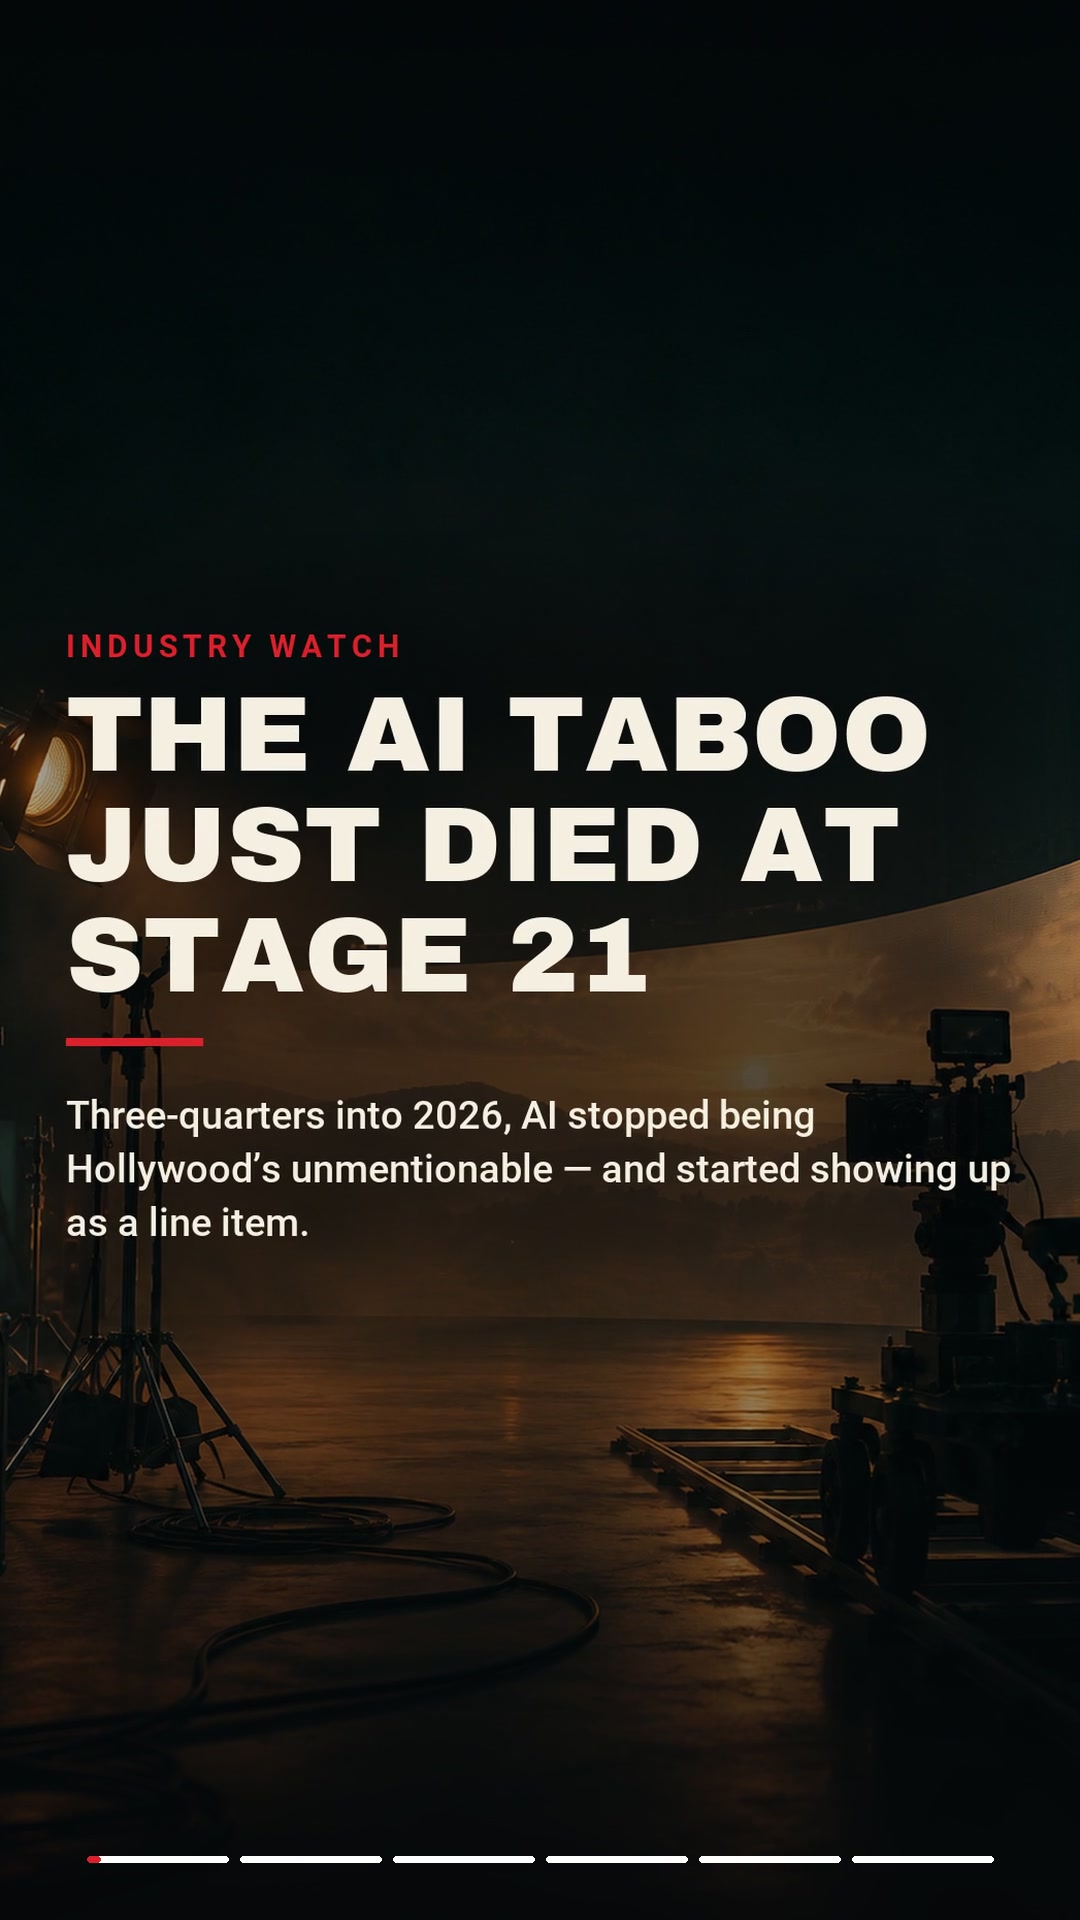 INDUSTRY WATCH
THE AI TABOO
JUST DIED AT
STAGE 21
Three-quarters into 2026, AI stopped being
Hollywood’s unmentionable — and started showing up
as a line item.